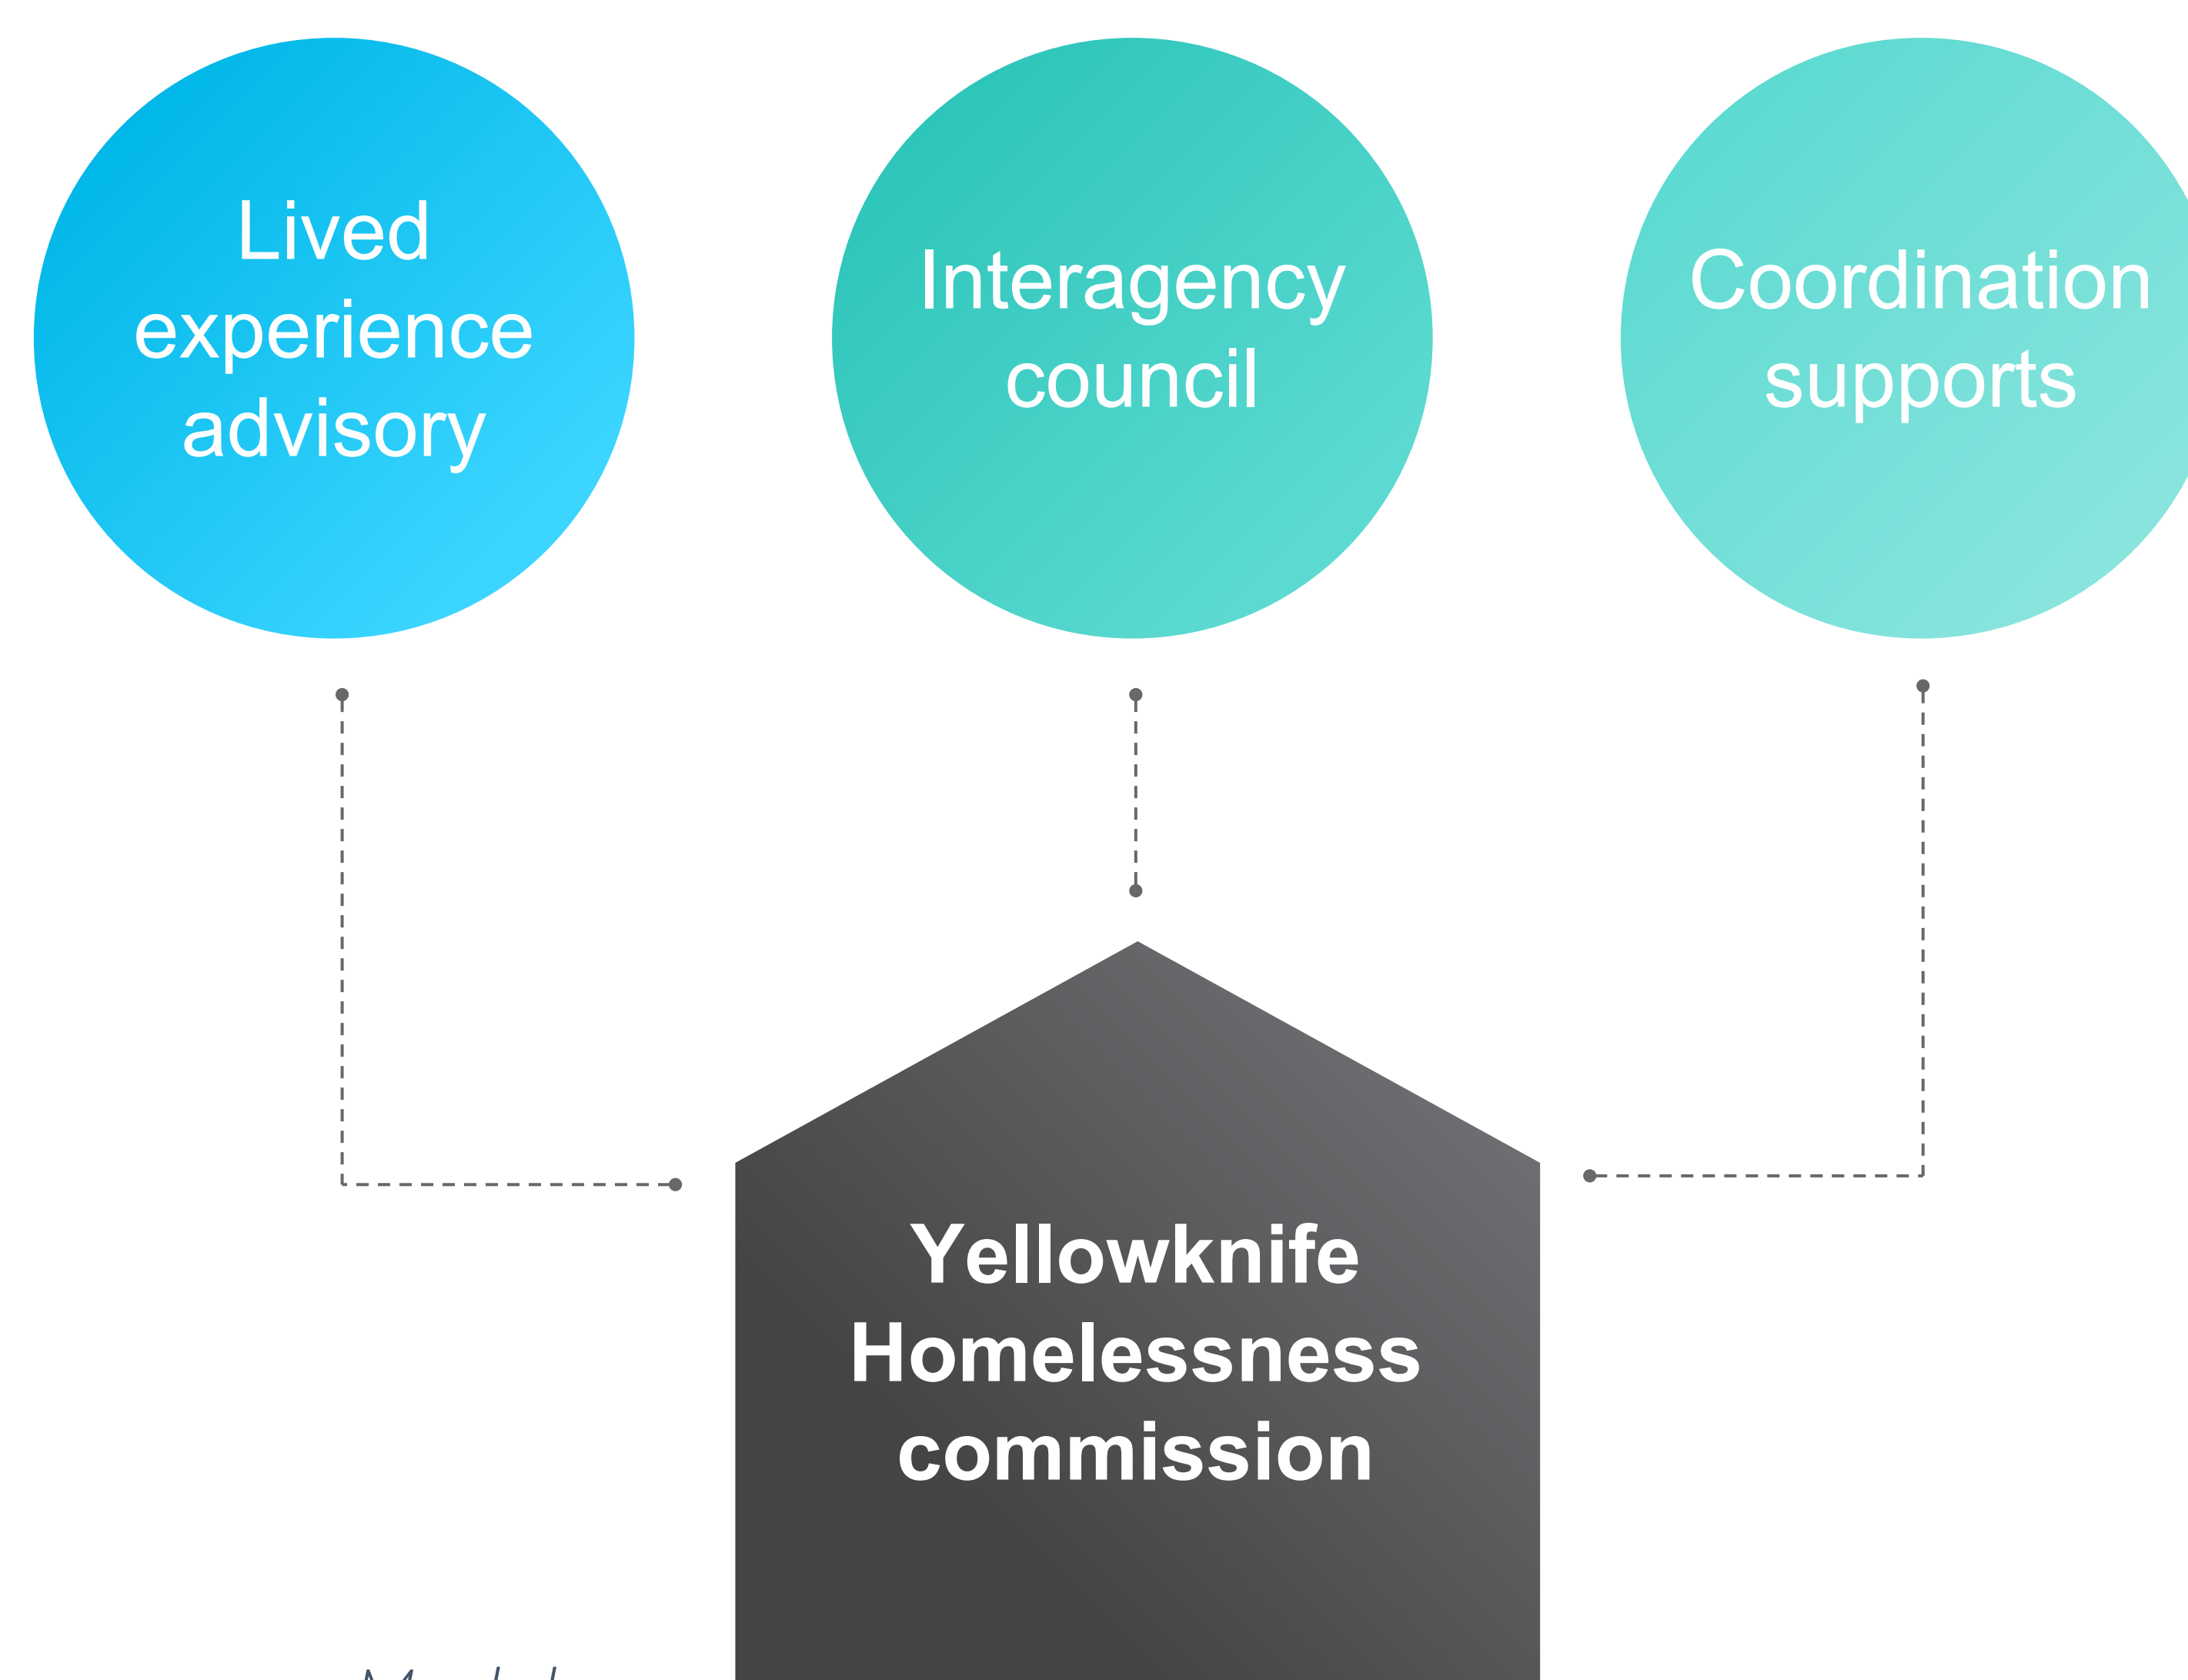 Lived
experience
advisory
Interagency
council
Coordination
supports
Yellowknife
Homelessness
commission